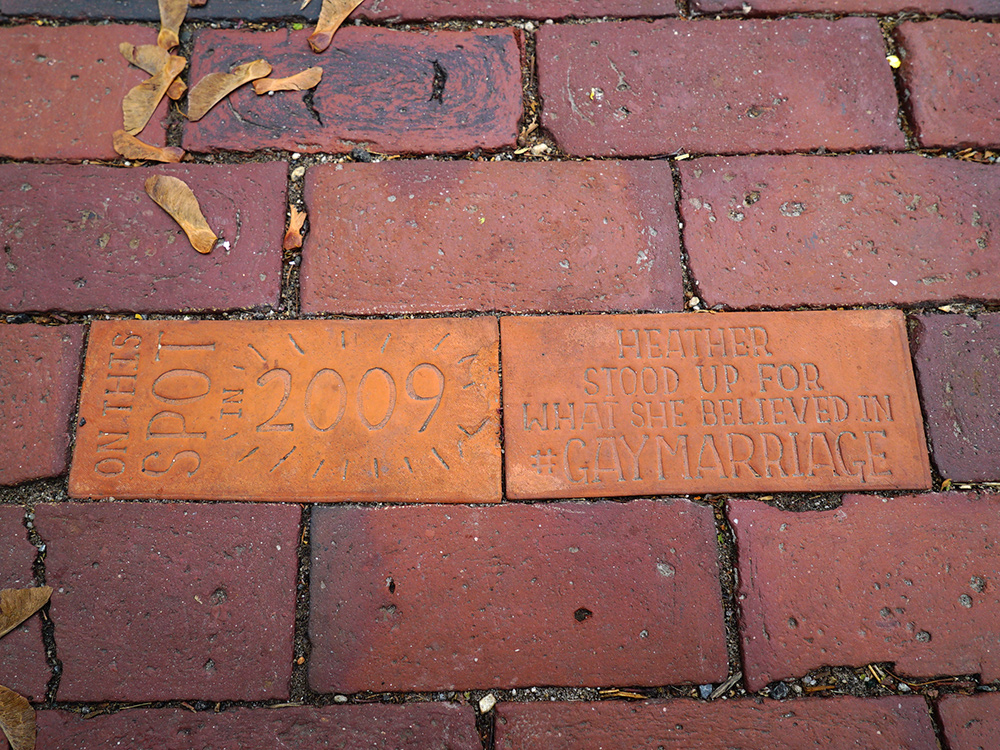 ON THIS
SPOT
IN
2009
HEATHER
STOOD UP FOR
WHAT SHE BELIEVED IN
#GAYMARRIAGE